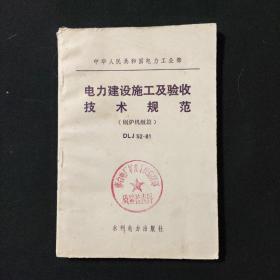 中华人民共和国电力工业部
电力建设施工及验收
技术规范
(锅炉机组篇)
DLJ 52-81
水利电力出版社